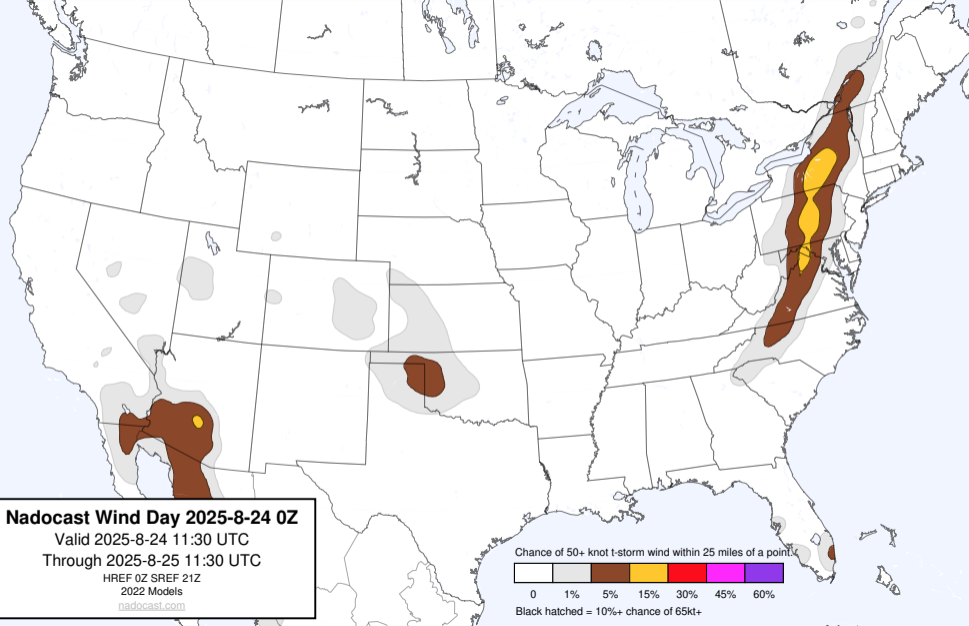 Nadocast Wind Day 2025-8-24 0Z
Valid 2025-8-24 11:30 UTC
Through 2025-8-25 11:30 UTC
HREF 0Z SREF 21Z
2022 Models
nadocast.com
Chance of 50+ knot t-storm wind within 25 miles of a point.
0 1% 5% 15% 30% 45% 60%
Black hatched = 10%+ chance of 65kt+